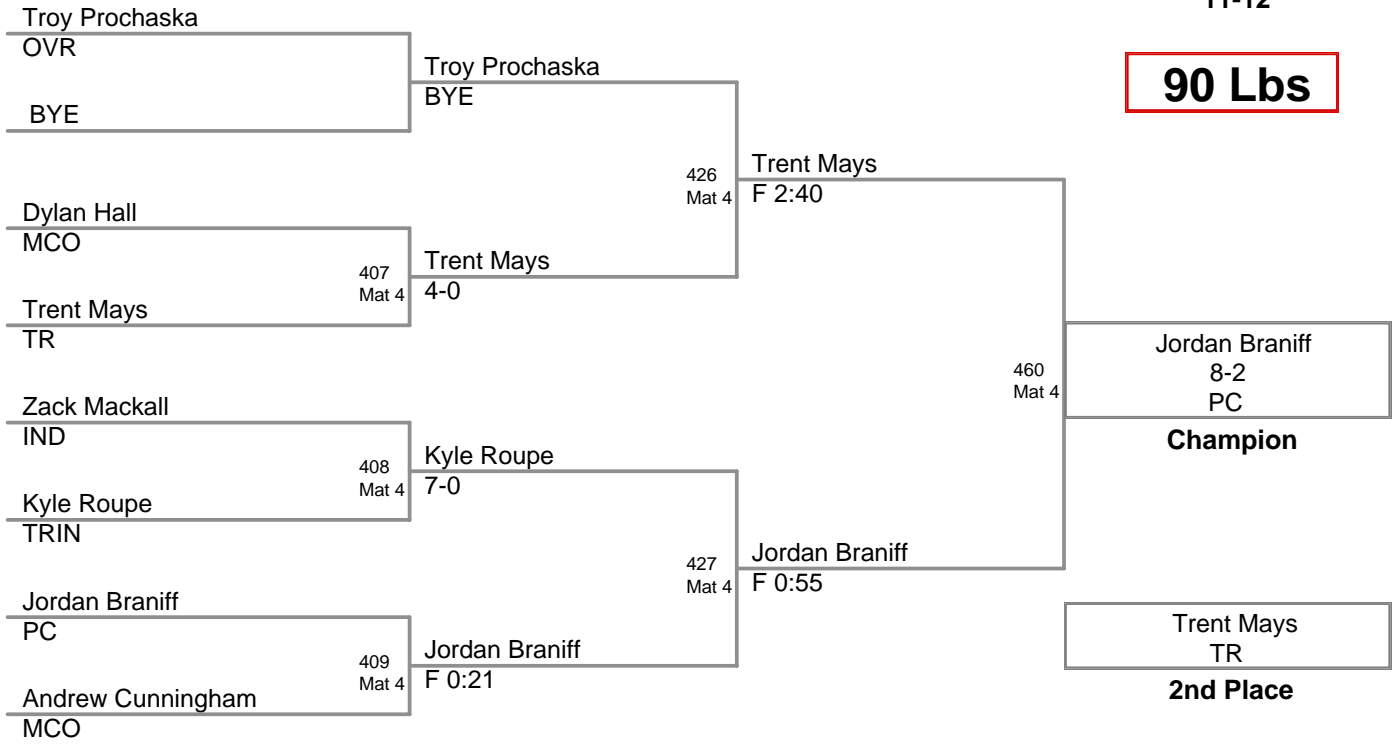 11-12
90 Lbs
Troy Prochaska
OVR
BYE
Dylan Hall
MCO
Trent Mays
TR
Zack Mackall
IND
Kyle Roupe
TRIN
Jordan Braniff
PC
Andrew Cunningham
MCO
407
Mat 4
408
Mat 4
409
Mat 4
Troy Prochaska
BYE
Trent Mays
4-0
Kyle Roupe
7-0
Jordan Braniff
F 0:21
426
Mat 4
427
Mat 4
Trent Mays
F 2:40
Jordan Braniff
F 0:55
460
Mat 4
Jordan Braniff
8-2
PC
Champion
Trent Mays
TR
2nd Place